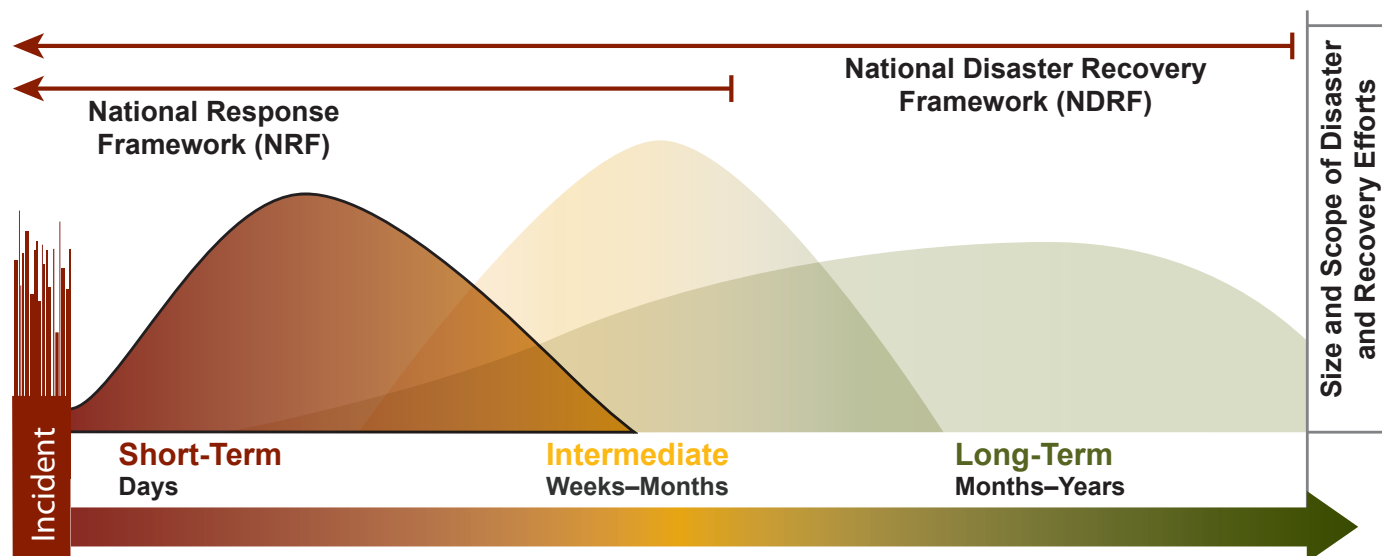 National Disaster Recovery
Framework (NDRF)
National Response
Framework (NRF)
Size and Scope of Disaster
and Recovery Efforts
Incident
Short-Term
Days
Intermediate
Weeks–Months
Long-Term
Months–Years